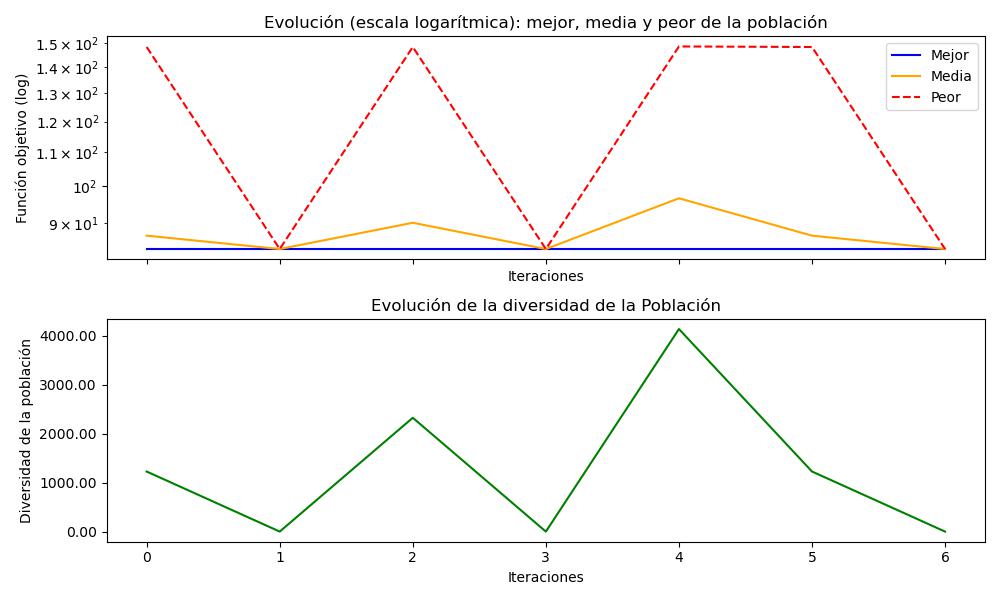 Evolución (escala logarítmica): mejor, media y peor de la población
Función objetivo (log)
1.5 × 10²
1.4 × 10²
1.3 × 10²
1.2 × 10²
1.1 × 10²
10²
9 × 10¹
Mejor
Media
Peor
Iteraciones
Evolución de la diversidad de la Población
Diversidad de la población
4000.00
3000.00
2000.00
1000.00
0.00
0 1 2 3 4 5 6
Iteraciones